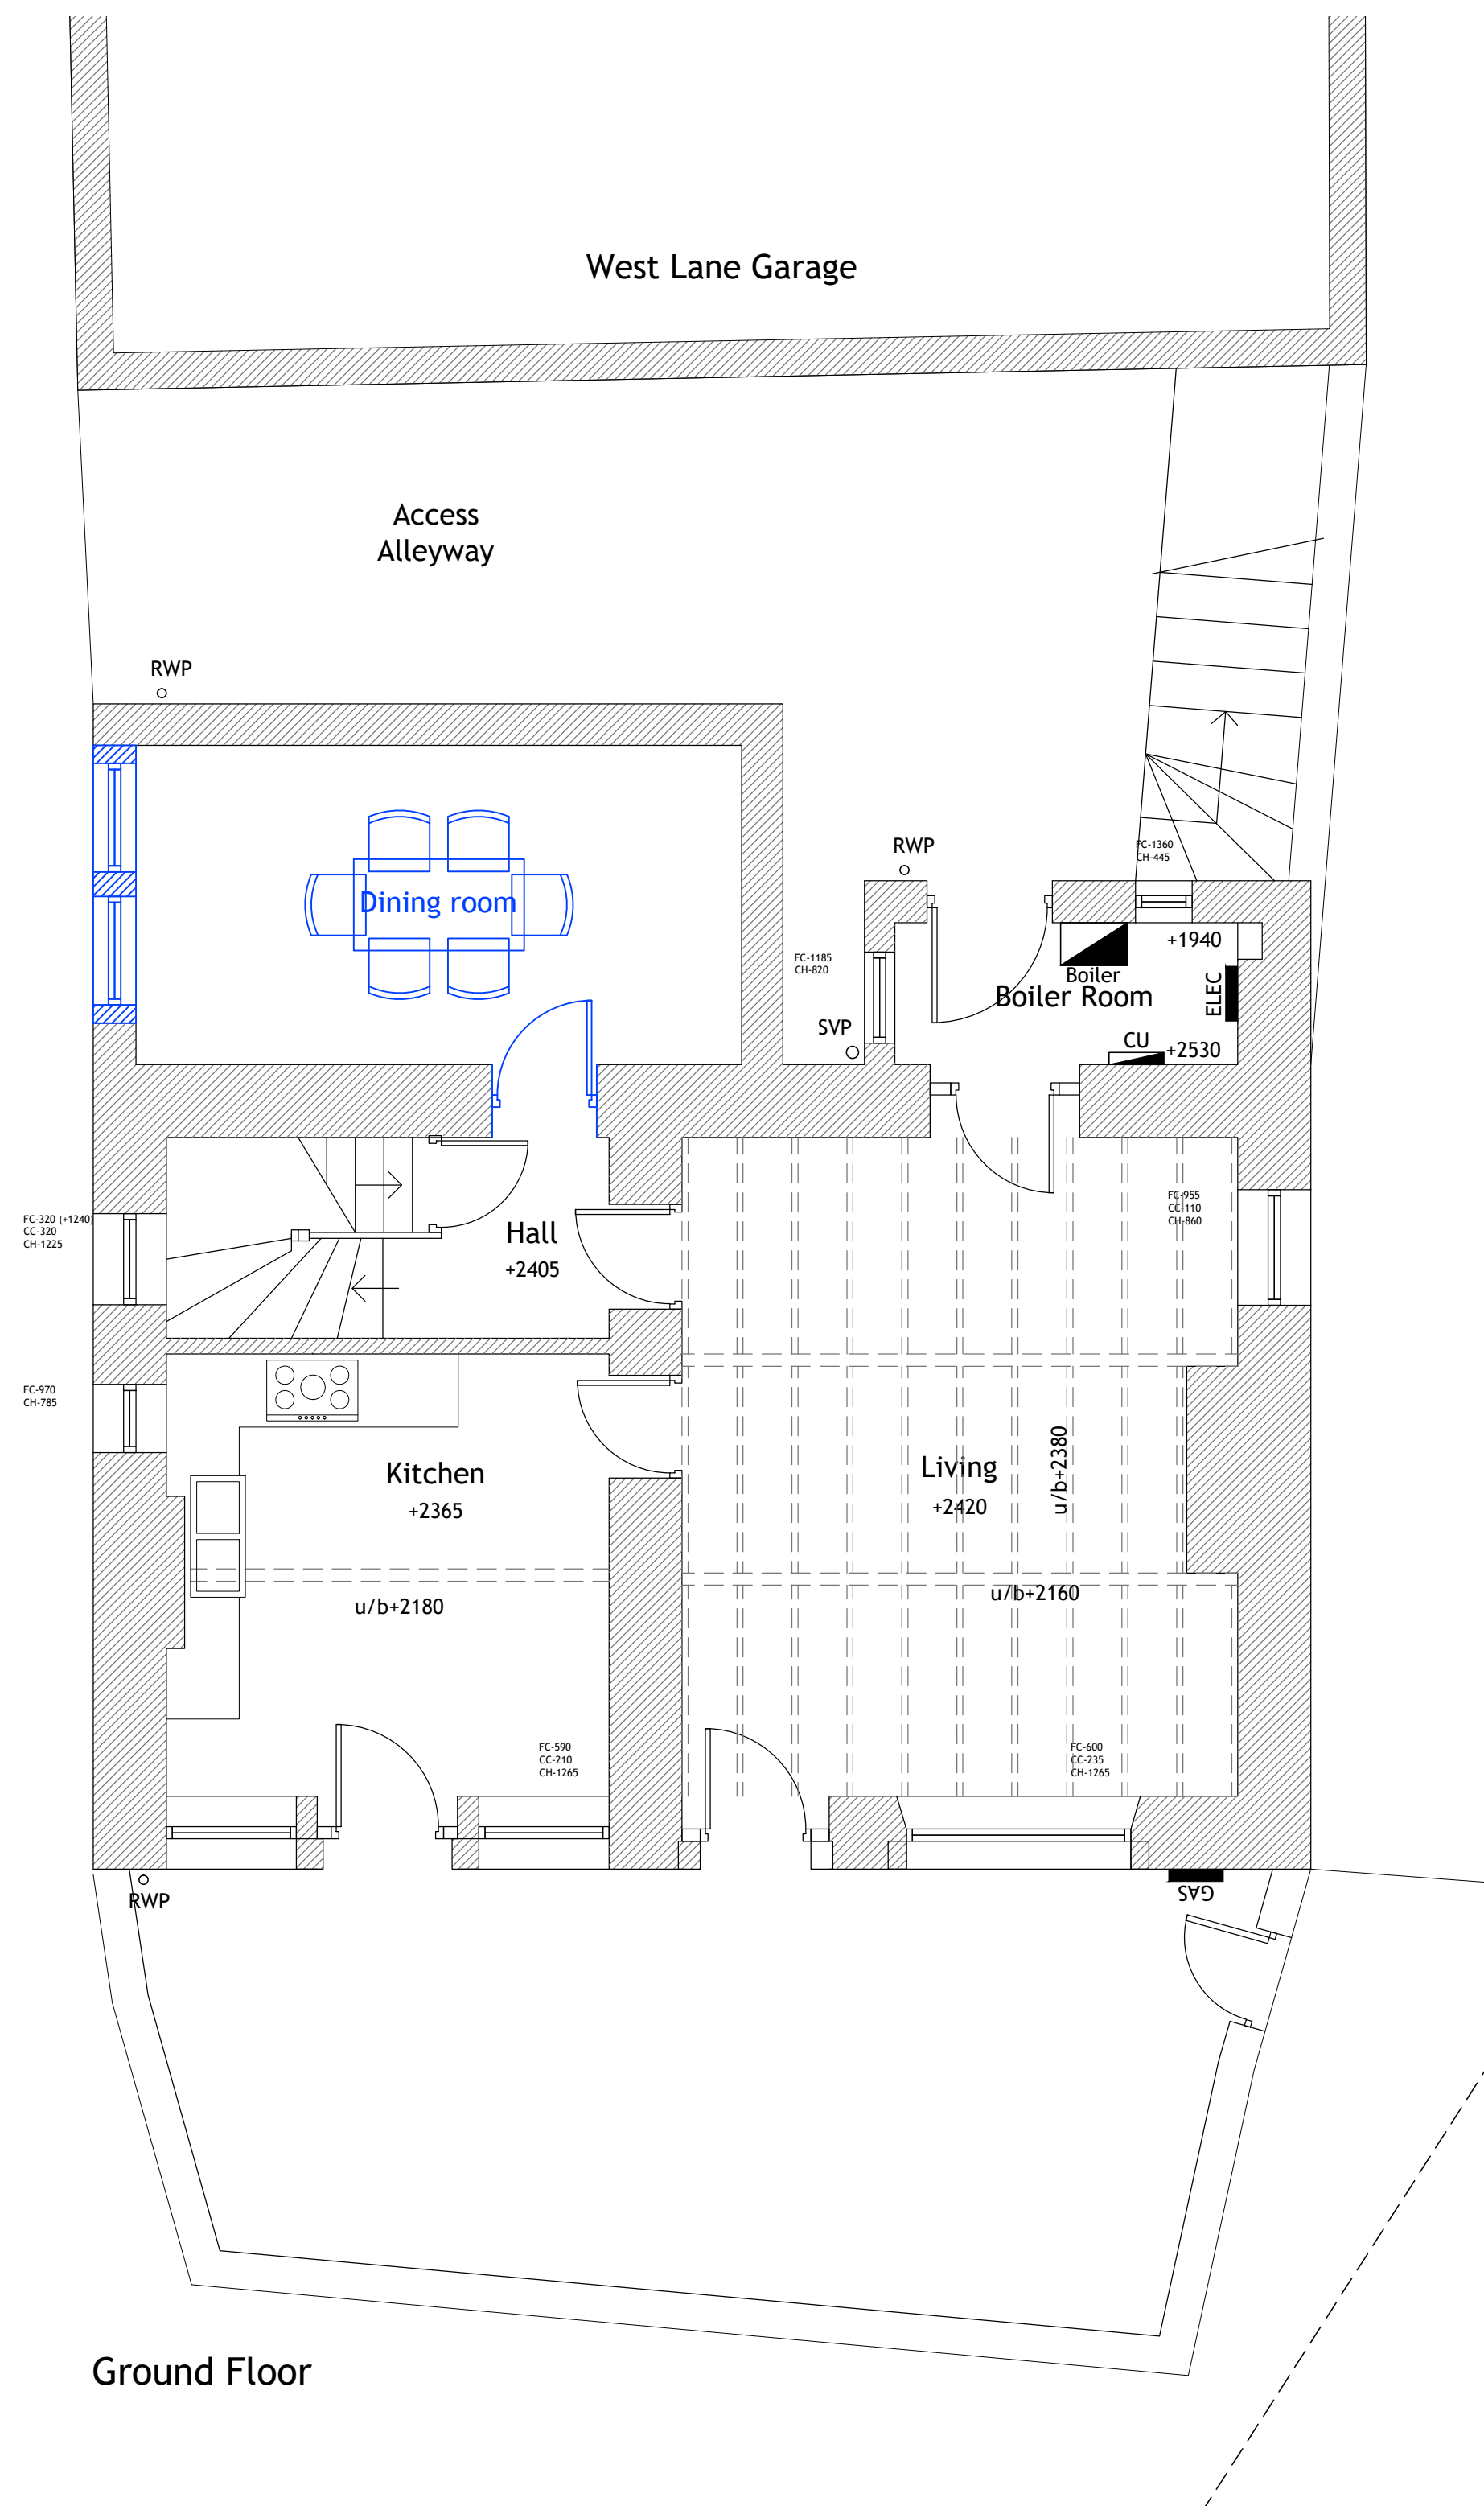 West Lane Garage
Access
Alleyway
RWP
RWP
FC-1360
CH-445
Dining room
+1940
FC-1185
CH-820
Boiler
Boiler Room
ELEC
SVP
CU
+2530
FC-320 (+1240)
CC-320
CH-1225
Hall
+2405
FC-955
CC-110
CH-860
FC-970
CH-785
Kitchen
+2365
Living
+2420
u/b+2380
u/b+2180
u/b+2160
FC-590
CC-210
CH-1265
FC-600
CC-235
CH-1265
RWP
GAS
Ground Floor